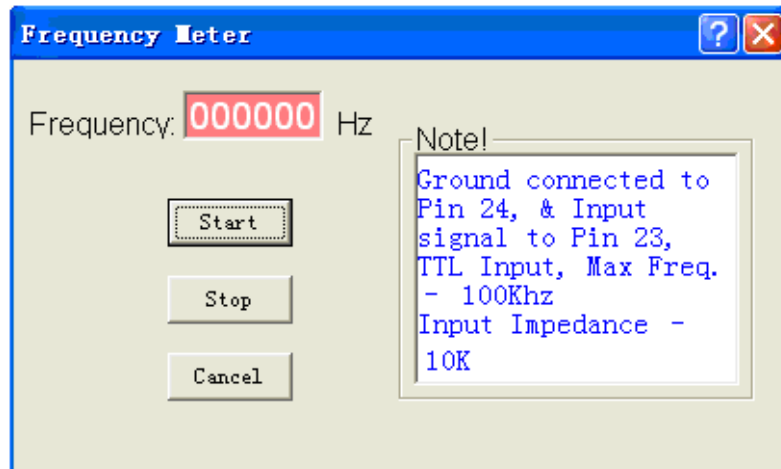 Frequency Meter
Frequency: 000000 Hz
Note!
Ground connected to
Pin 24, & Input
signal to Pin 23,
TTL Input, Max Freq.
- 100Khz
Input Impedance -
10K
Start
Stop
Cancel